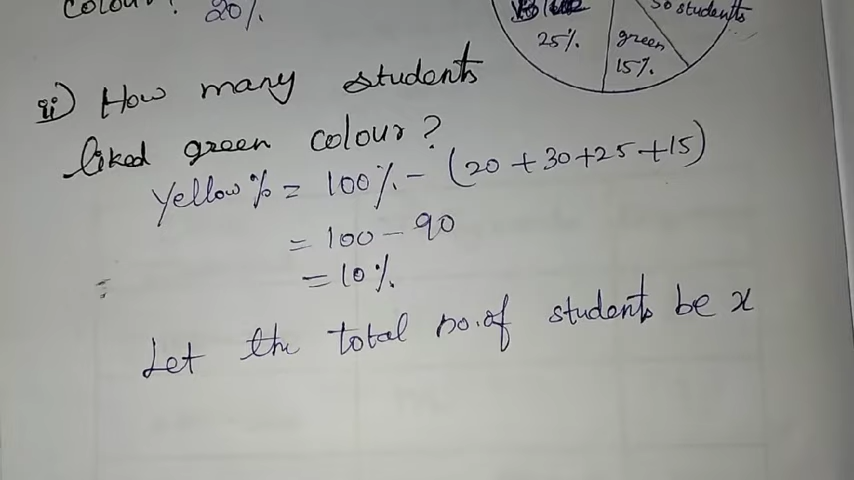 colour? 20%
50 students
25%
green
15%
ii) How many students
liked green colour?
Yellow % = 100% - (20 + 30 + 25 + 15)
= 100 - 90
= 10%
Let the total no. of students be x